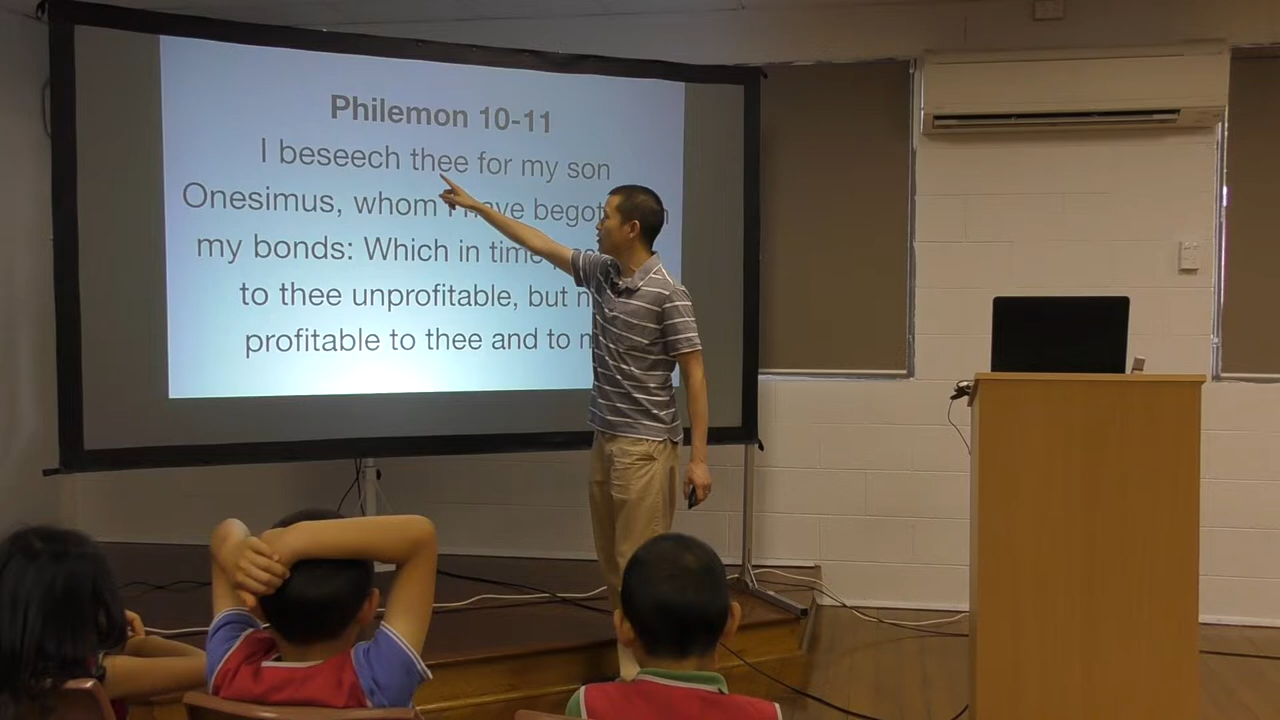 Philemon 10-11
I beseech thee for my son
Onesimus, whom I have
my bonds: Which in time
to thee unprofitable, but
profitable to thee and to